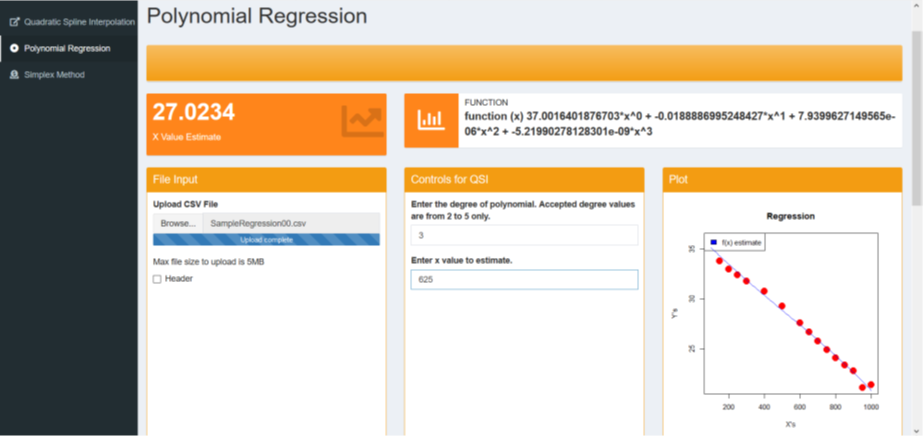 Quadratic Spline Interpolation
Polynomial Regression
Simplex Method
Polynomial Regression
27.0234
X Value Estimate
FUNCTION
function (x) 37.0016401876703*x^0 + -0.0188886995248427*x^1 + 7.9399627149565e-
06*x^2 + -5.21990278128301e-09*x^3
File Input
Upload CSV File
Browse...
SampleRegression00.csv
Upload complete
Max file size to upload is 5MB
Header
Controls for QSI
Enter the degree of polynomial. Accepted degree values
are from 2 to 5 only.
3
Enter x value to estimate.
625
Plot
Regression
f(x) estimate
35
30
25
Y's
200 400 600 800 1000
X's